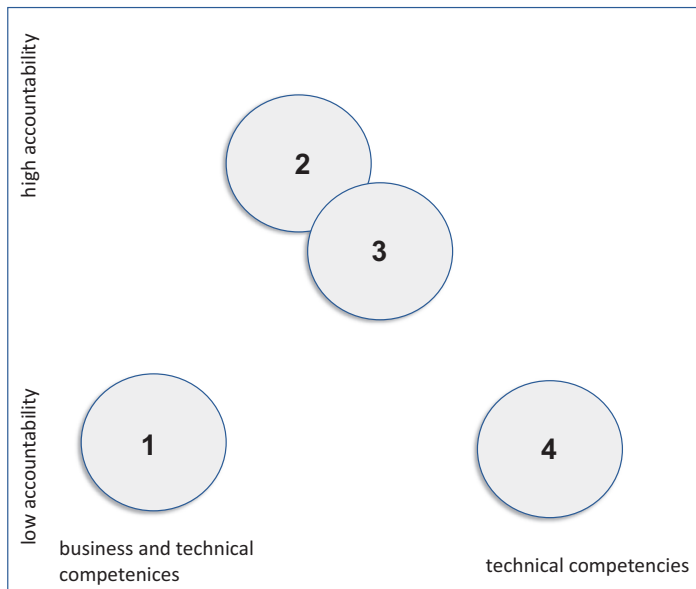 high accountability
2
3
low accountability
1
4
business and technical
competenices
technical competencies